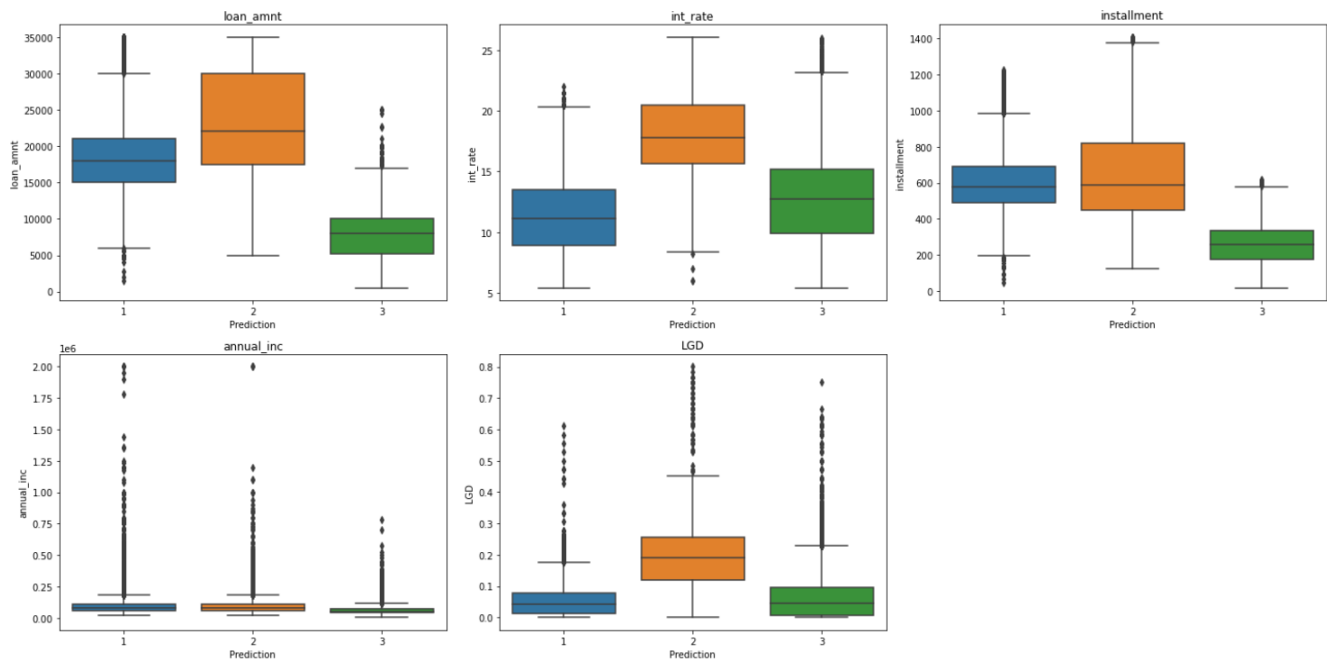 loan_amnt
35000
30000
25000
20000
15000
10000
5000
0
loan_amnt
1 2 3
Prediction
int_rate
25
20
15
10
5
int_rate
1 2 3
Prediction
installment
1400
1200
1000
800
600
400
200
0
installment
1 2 3
Prediction
annual_inc
1e6
2.00
1.75
1.50
1.25
1.00
0.75
0.50
0.25
0.00
annual_inc
1 2 3
Prediction
LGD
0.8
0.7
0.6
0.5
0.4
0.3
0.2
0.1
0.0
LGD
1 2 3
Prediction